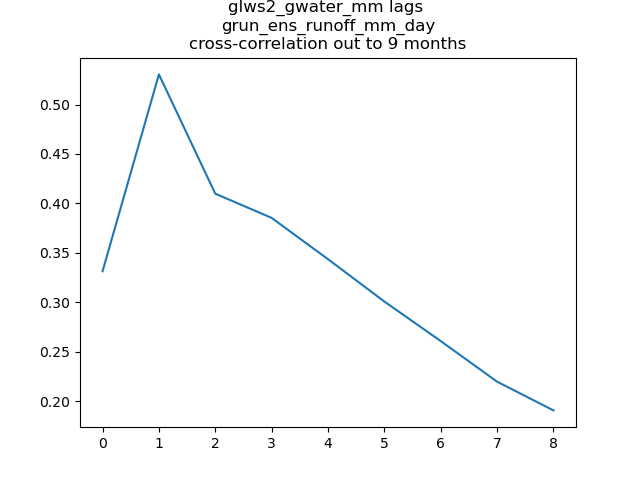 glws2_gwater_mm lags
grun_ens_runoff_mm_day
cross-correlation out to 9 months
0.50
0.45
0.40
0.35
0.30
0.25
0.20
0 1 2 3 4 5 6 7 8